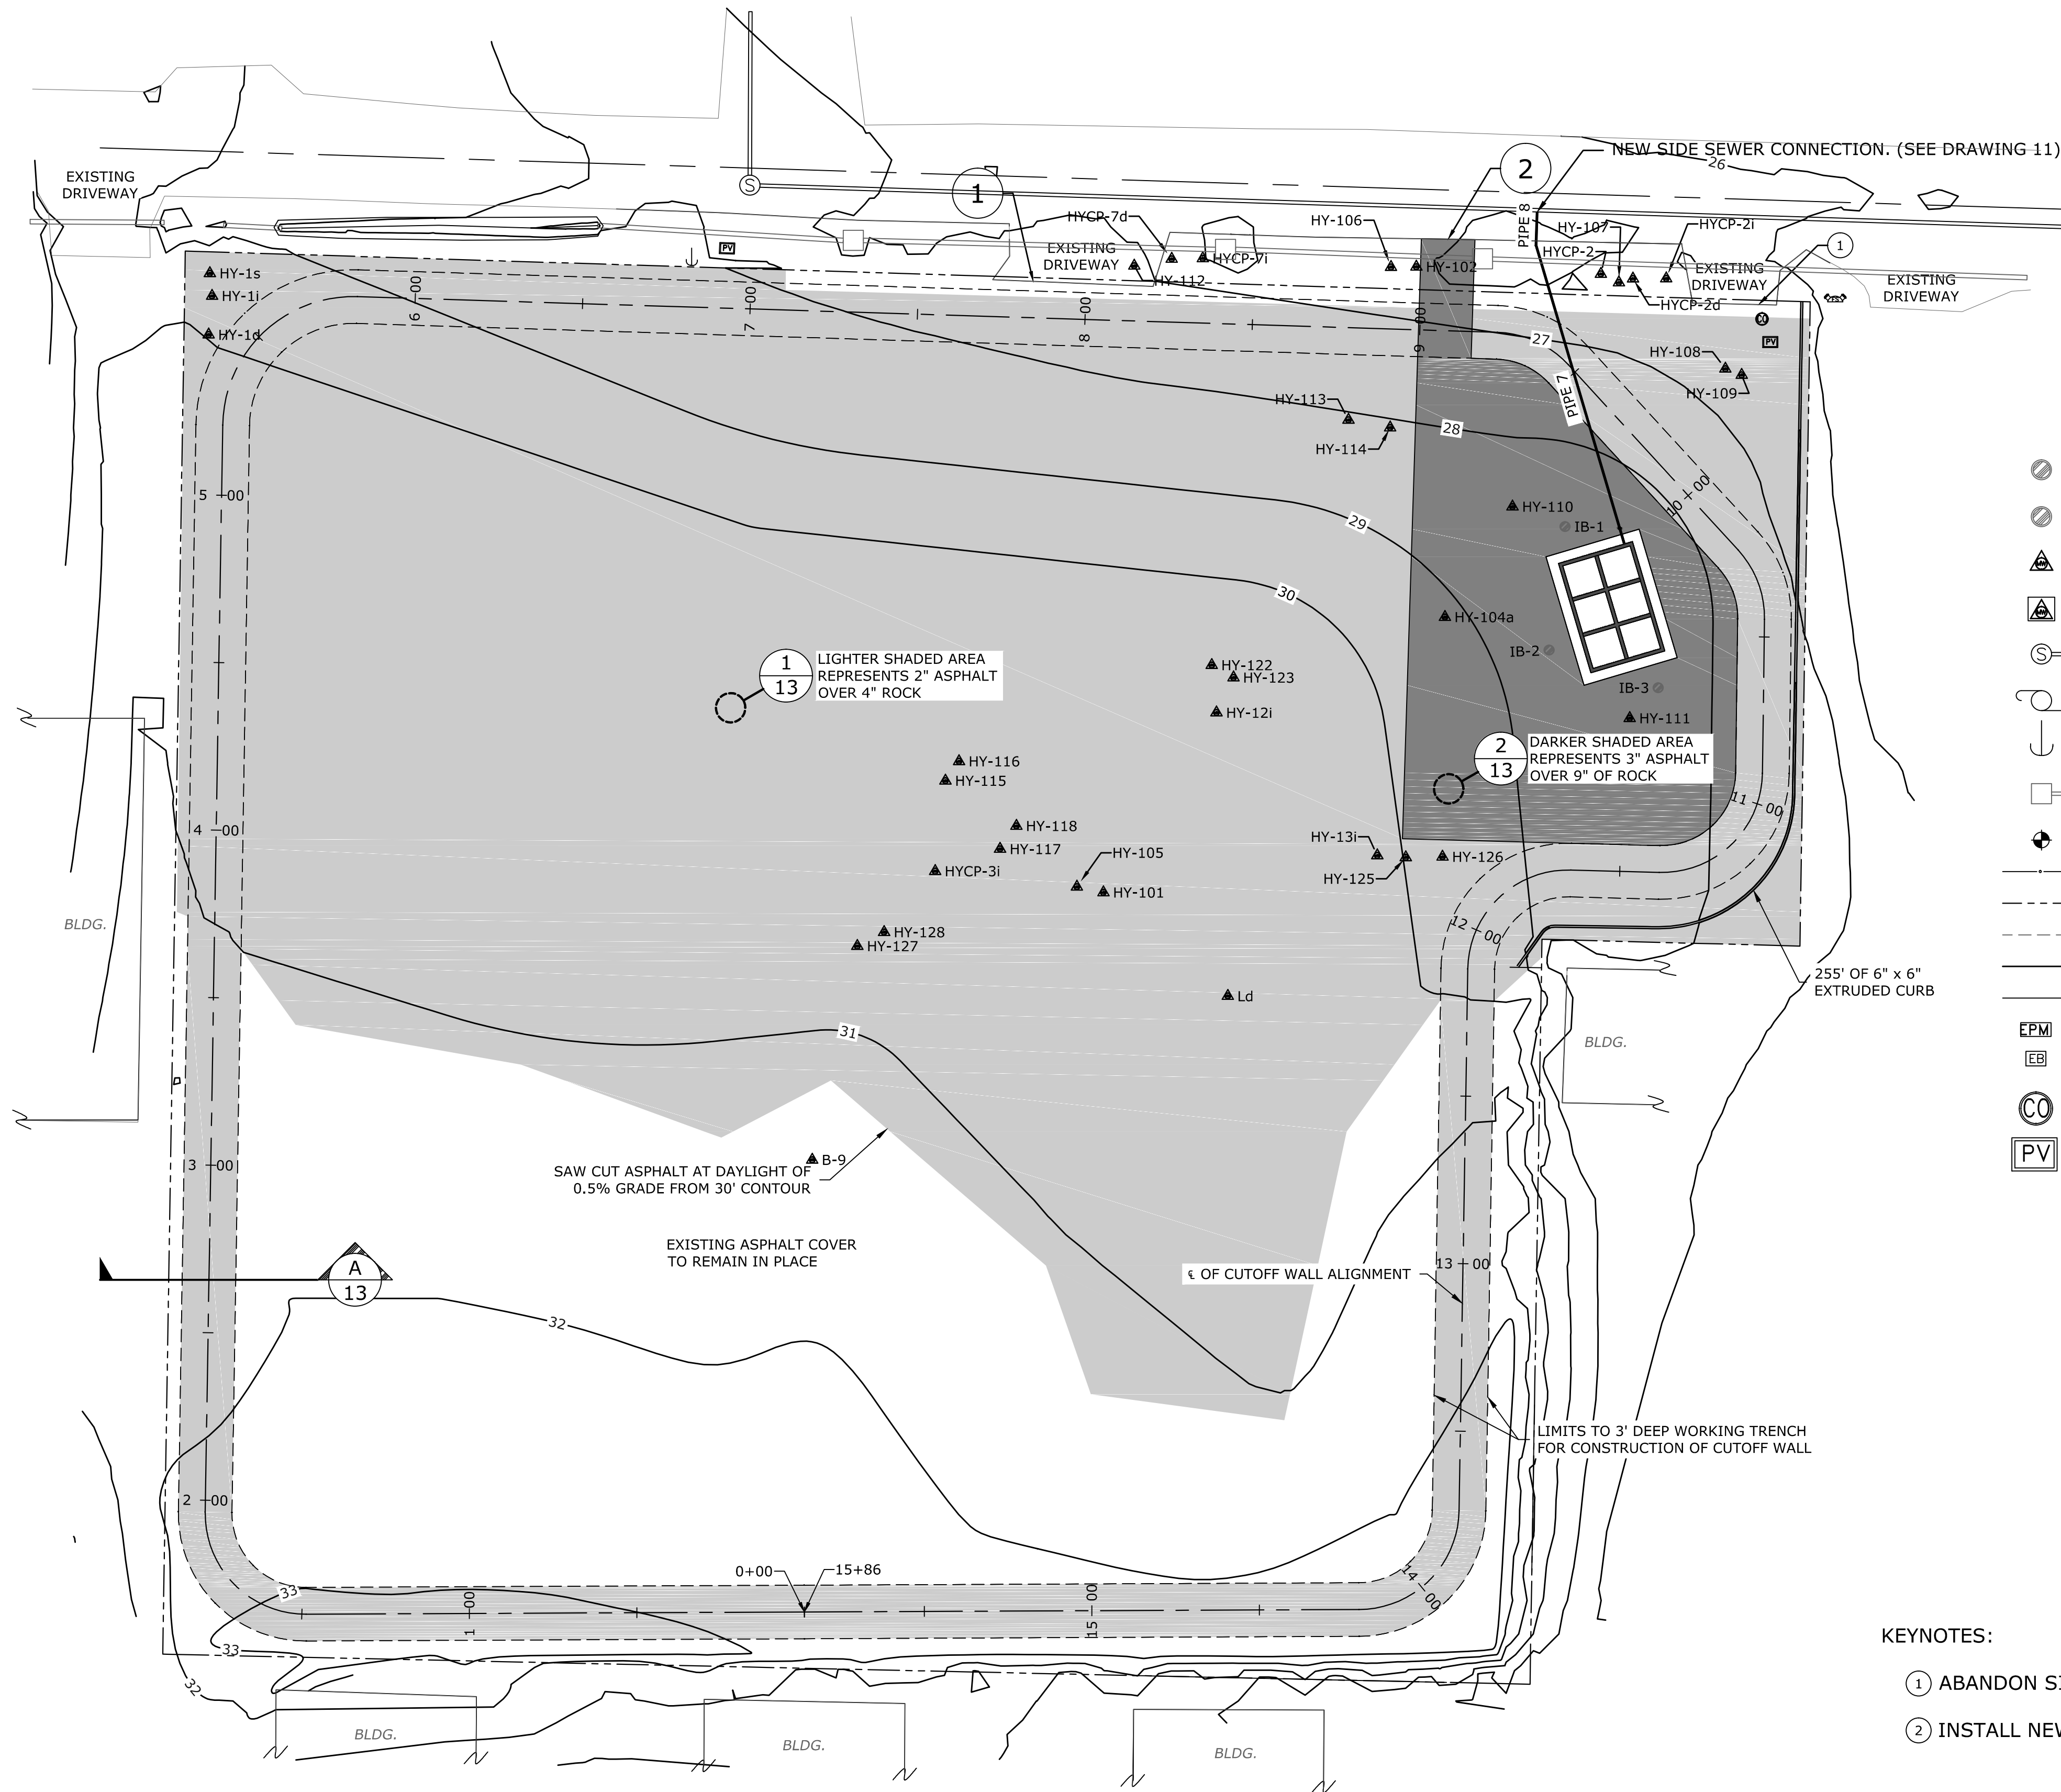 26
NEW SIDE SEWER CONNECTION. (SEE DRAWING 11)
2
EXISTING
DRIVEWAY
S
1
HYCP-7d
HY-106
PIPE 8
HY-107
HYCP-2i
1
PV
EXISTING
DRIVEWAY
HYCP-7i
HY-102
HYCP-2
EXISTING
DRIVEWAY
EXISTING
DRIVEWAY
HY-1s
HY-112
HYCP-2d
HY-1i
6+00
7+00
8+00
9+00
CO
HY-1d
27
PV
HY-108
HY-109
PIPE 7
HY-113
28
HY-114
5+00
10+00
HY-110
29
IB-1
MW
30
MW
HY-104a
S
1
13
LIGHTER SHADED AREA
REPRESENTS 2" ASPHALT
OVER 4" ROCK
HY-122
HY-123
IB-2
IB-3
HY-12i
HY-111
2
13
DARKER SHADED AREA
REPRESENTS 3" ASPHALT
OVER 9" OF ROCK
HY-116
HY-115
11+00
4+00
HY-118
HY-117
HY-105
HY-13i
HY-126
HYCP-3i
HY-101
HY-125
BLDG.
HY-128
HY-127
12+00
255' OF 6" x 6"
EXTRUDED CURB
Ld
31
BLDG.
EPM
EB
CO
PV
3+00
B-9
SAW CUT ASPHALT AT DAYLIGHT OF
0.5% GRADE FROM 30' CONTOUR
EXISTING ASPHALT COVER
TO REMAIN IN PLACE
A
13
℄ OF CUTOFF WALL ALIGNMENT
13+00
32
LIMITS TO 3' DEEP WORKING TRENCH
FOR CONSTRUCTION OF CUTOFF WALL
2+00
0+00
15+86
33
1+00
15+00
14+00
33
32
KEYNOTES:
1 ABANDON SI
2 INSTALL NEW
BLDG.
BLDG.
BLDG.